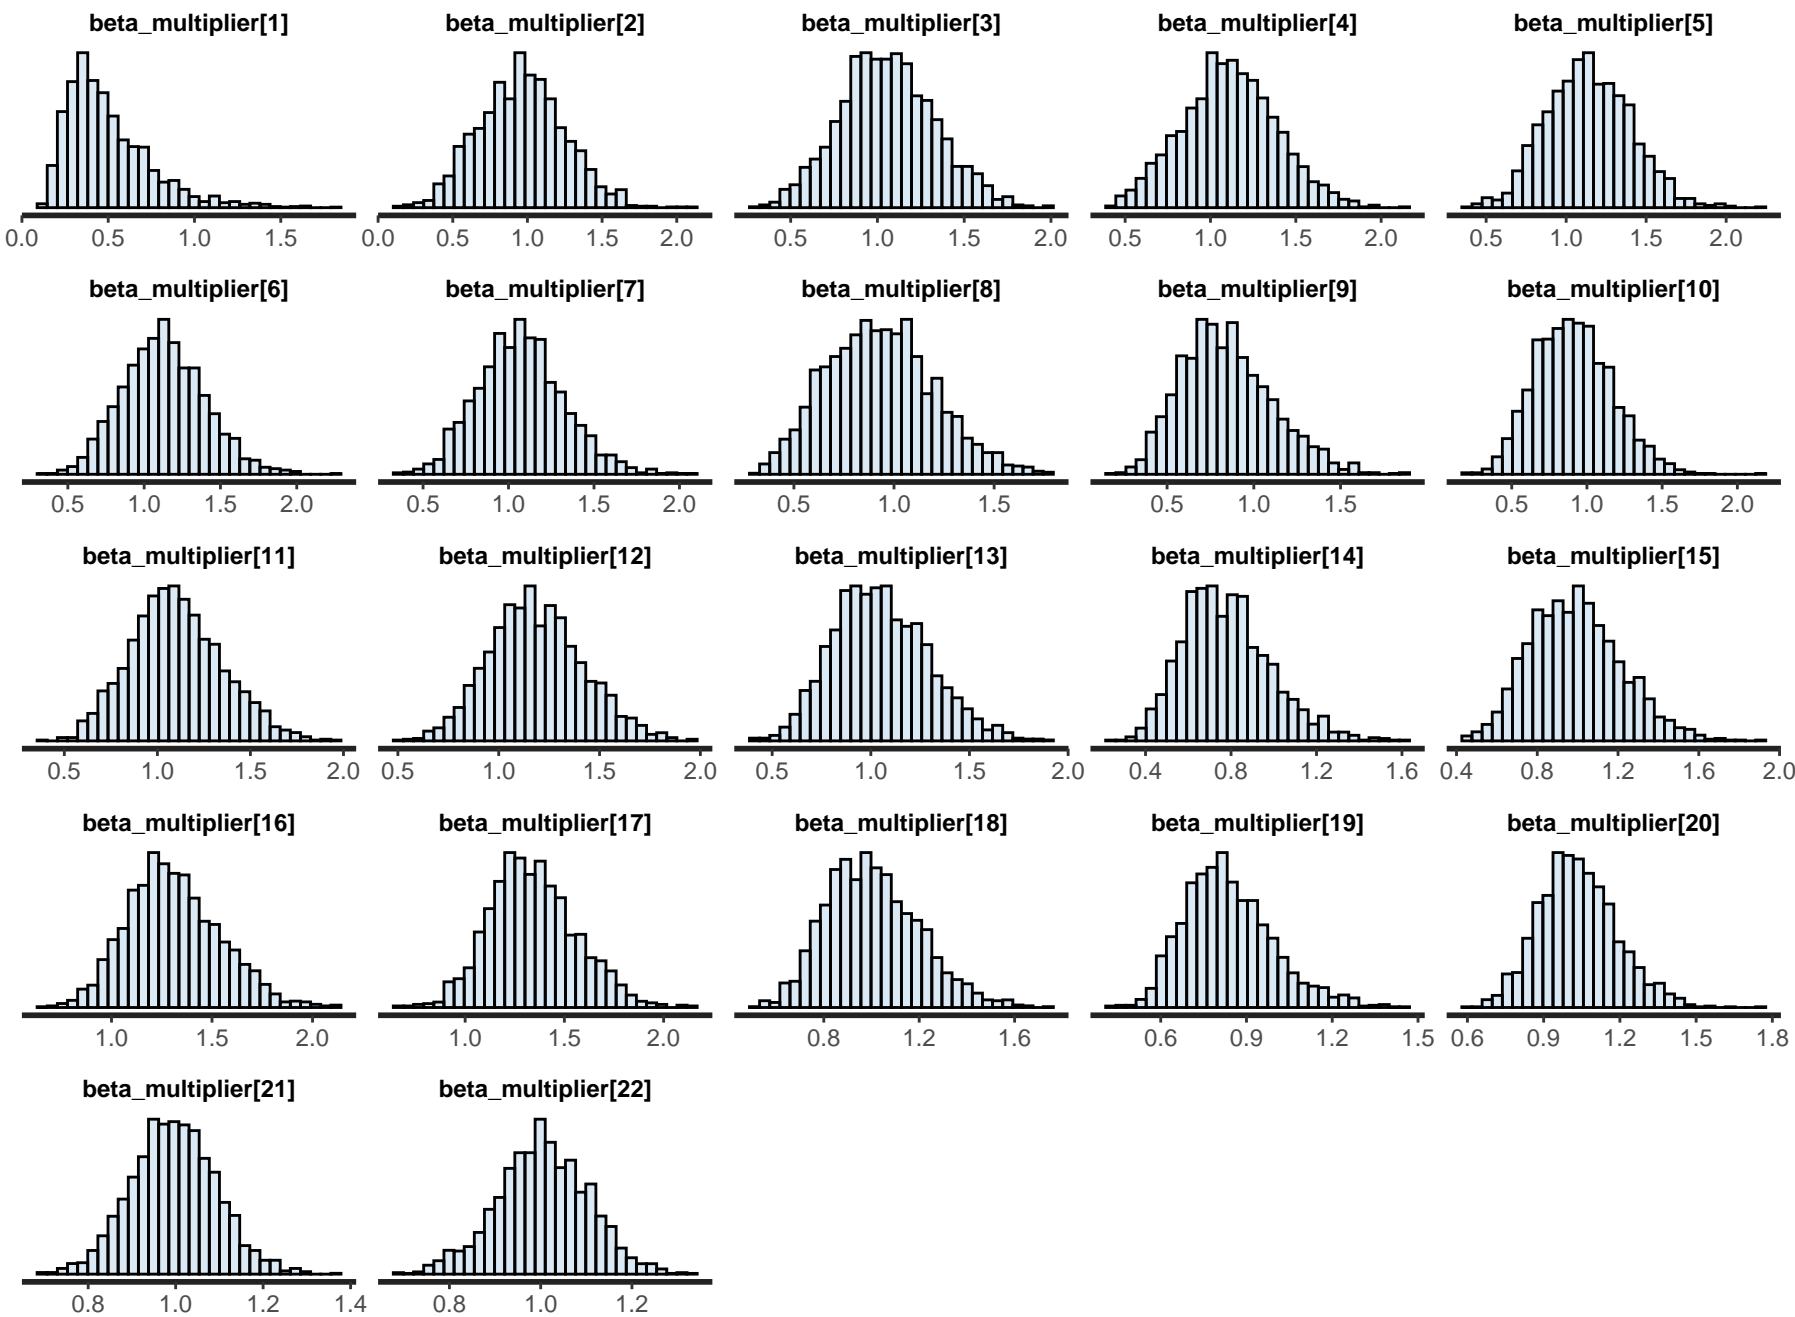 beta_multiplier[1] beta_multiplier[2] beta_multiplier[3] beta_multiplier[4] beta_multiplier[5]
0.0 0.5 1.0 1.5 0.0 0.5 1.0 1.5 2.0 0.5 1.0 1.5 2.0 0.5 1.0 1.5 2.0 0.5 1.0 1.5 2.0
beta_multiplier[6] beta_multiplier[7] beta_multiplier[8] beta_multiplier[9] beta_multiplier[10]
0.5 1.0 1.5 2.0 0.5 1.0 1.5 2.0 0.5 1.0 1.5 0.5 1.0 1.5 0.5 1.0 1.5 2.0
beta_multiplier[11] beta_multiplier[12] beta_multiplier[13] beta_multiplier[14] beta_multiplier[15]
0.5 1.0 1.5 2.0 0.5 1.0 1.5 2.0 0.5 1.0 1.5 2.0 0.4 0.8 1.2 1.6 0.4 0.8 1.2 1.6 2.0
beta_multiplier[16] beta_multiplier[17] beta_multiplier[18] beta_multiplier[19] beta_multiplier[20]
1.0 1.5 2.0 1.0 1.5 2.0 0.8 1.2 1.6 0.6 0.9 1.2 1.5 0.6 0.9 1.2 1.5 1.8
beta_multiplier[21] beta_multiplier[22]
0.8 1.0 1.2 1.4 0.8 1.0 1.2